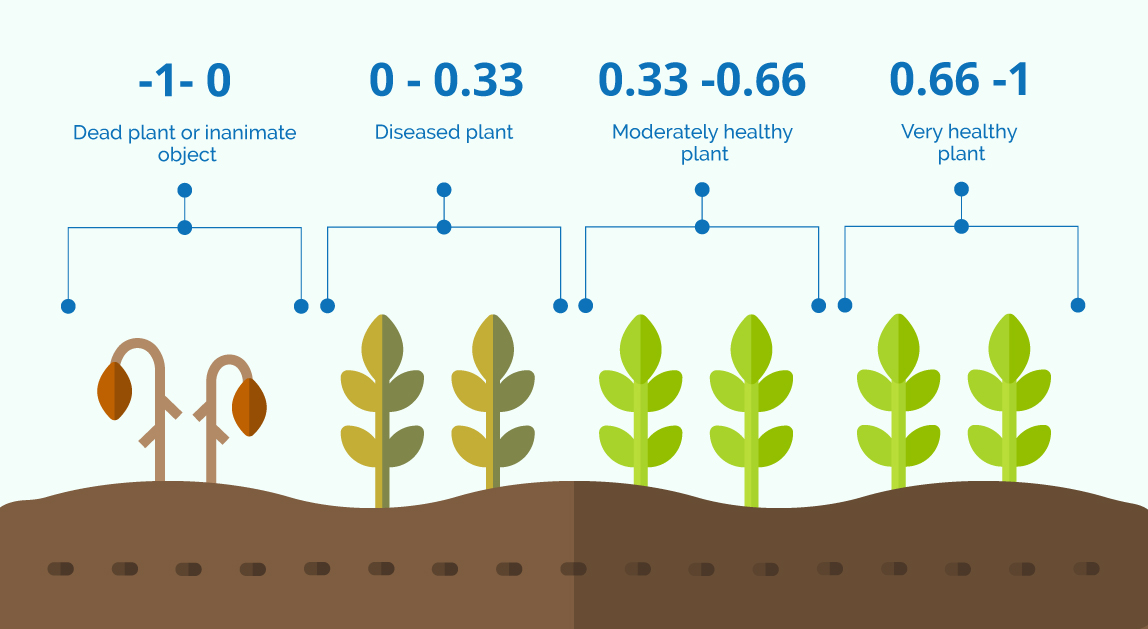 -1- 0
Dead plant or inanimate
object
0 - 0.33
Diseased plant
0.33 -0.66
Moderately healthy
plant
0.66 -1
Very healthy
plant